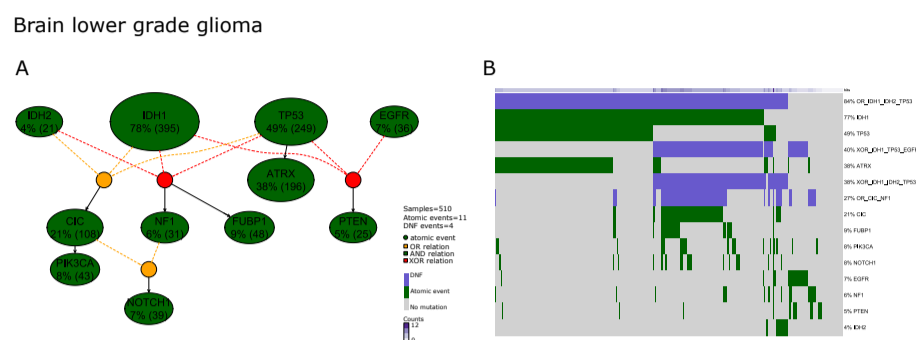 Brain lower grade glioma
A
B
IDH2
4% (21)
IDH1
78% (395)
TP53
49% (249)
EGFR
7% (36)
ATRX
38% (196)
CIC
21% (108)
NF1
6% (31)
FUBP1
9% (48)
PTEN
5% (25)
PIK3CA
8% (43)
NOTCH1
7% (39)
Samples=510
Atomic events=11
DNF events=4
atomic event
OR relation
AND relation
XOR relation
DNF
Atomic event
No mutation
Counts
12
84% OR_IDH1_IDH2_TP53
77% IDH1
49% TP53
40% XOR_IDH1_TP53_EGFR
38% ATRX
38% XOR_IDH1_IDH2_TP53
27% OR_CIC_NF1
21% CIC
9% FUBP1
8% PIK3CA
8% NOTCH1
7% EGFR
6% NF1
5% PTEN
4% IDH2